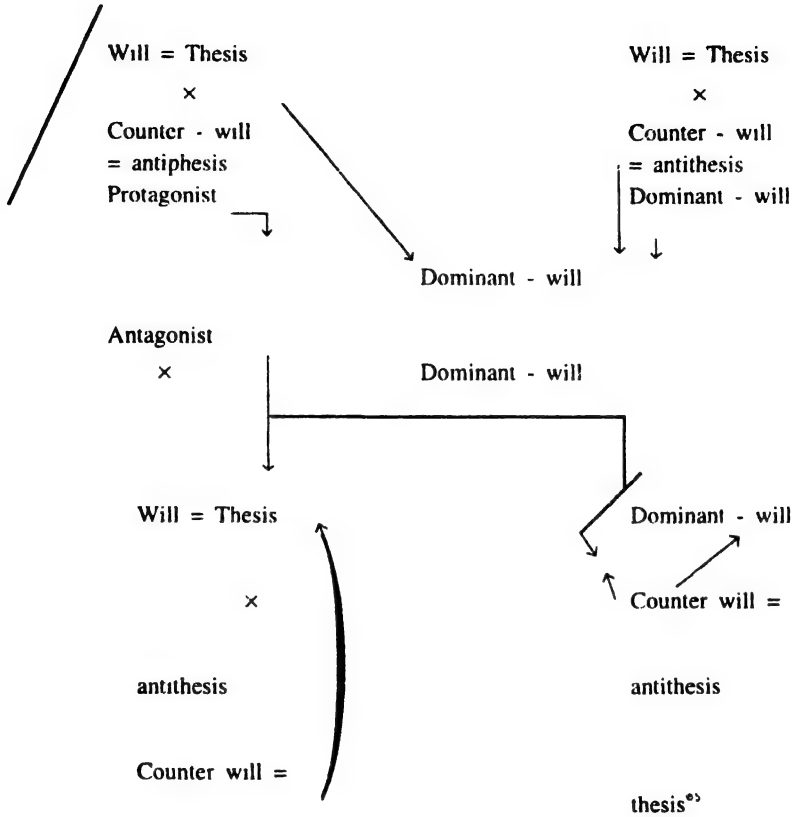 Will = Thesis
×
Counter - will
= antiphesis
Protagonist
Will = Thesis
×
Counter - will
= antithesis
Dominant - will
Dominant - will
Antagonist
×
Dominant - will
Will = Thesis
×
antithesis
Counter will =
Dominant - will
Counter will =
antithesis
thesis